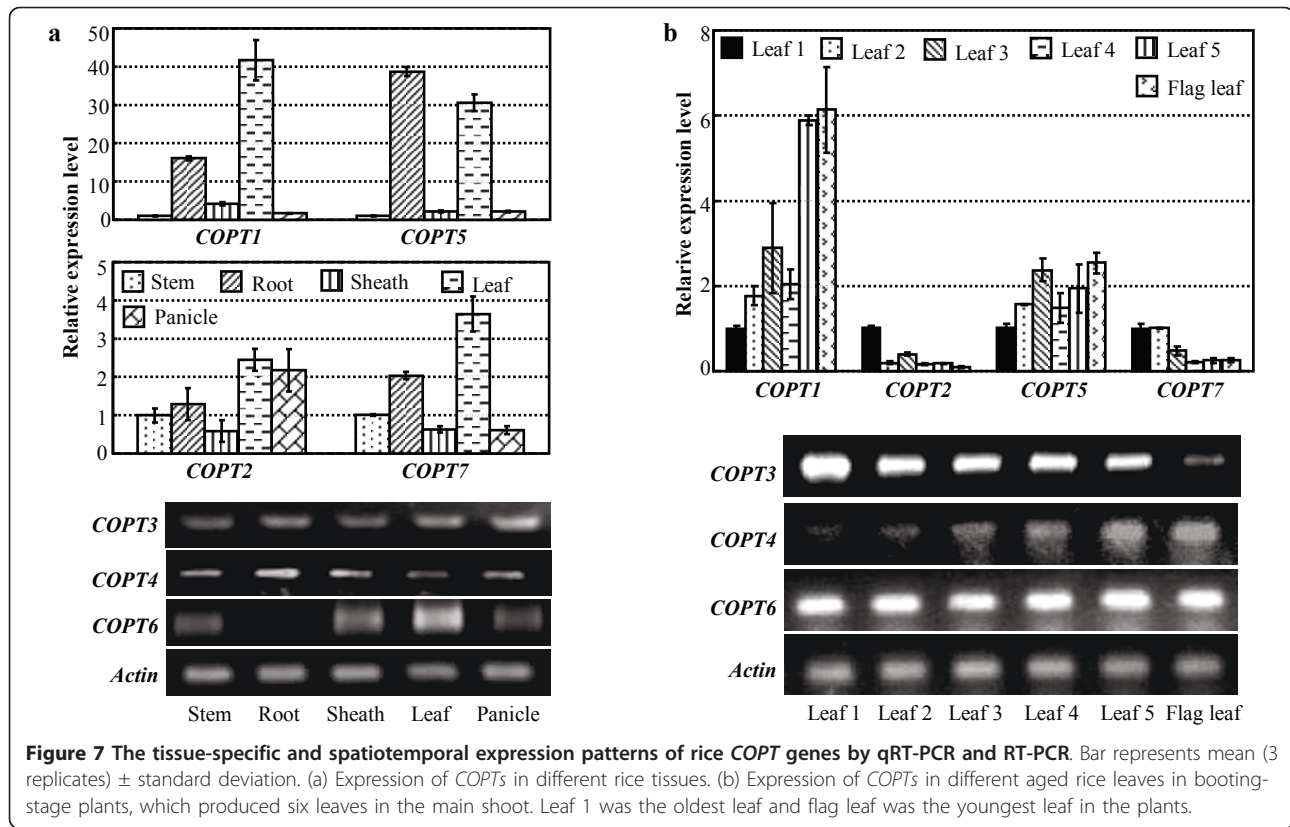 a
Relative expression level
50
40
30
20
10
0
COPT1 COPT5
5
4
3
2
1
0
Stem Root Sheath Leaf
Panicle
COPT2 COPT7
COPT3
COPT4
COPT6
Actin
Stem Root Sheath Leaf Panicle
b
Relarive expression level
8
6
4
2
0
Leaf 1 Leaf 2 Leaf 3 Leaf 4 Leaf 5
Flag leaf
COPT1 COPT2 COPT5 COPT7
COPT3
COPT4
COPT6
Actin
Leaf 1 Leaf 2 Leaf 3 Leaf 4 Leaf 5 Flag leaf
Figure 7 The tissue-specific and spatiotemporal expression patterns of rice COPT genes by qRT-PCR and RT-PCR. Bar represents mean (3
replicates) ± standard deviation. (a) Expression of COPTs in different rice tissues. (b) Expression of COPTs in different aged rice leaves in booting-
stage plants, which produced six leaves in the main shoot. Leaf 1 was the oldest leaf and flag leaf was the youngest leaf in the plants.